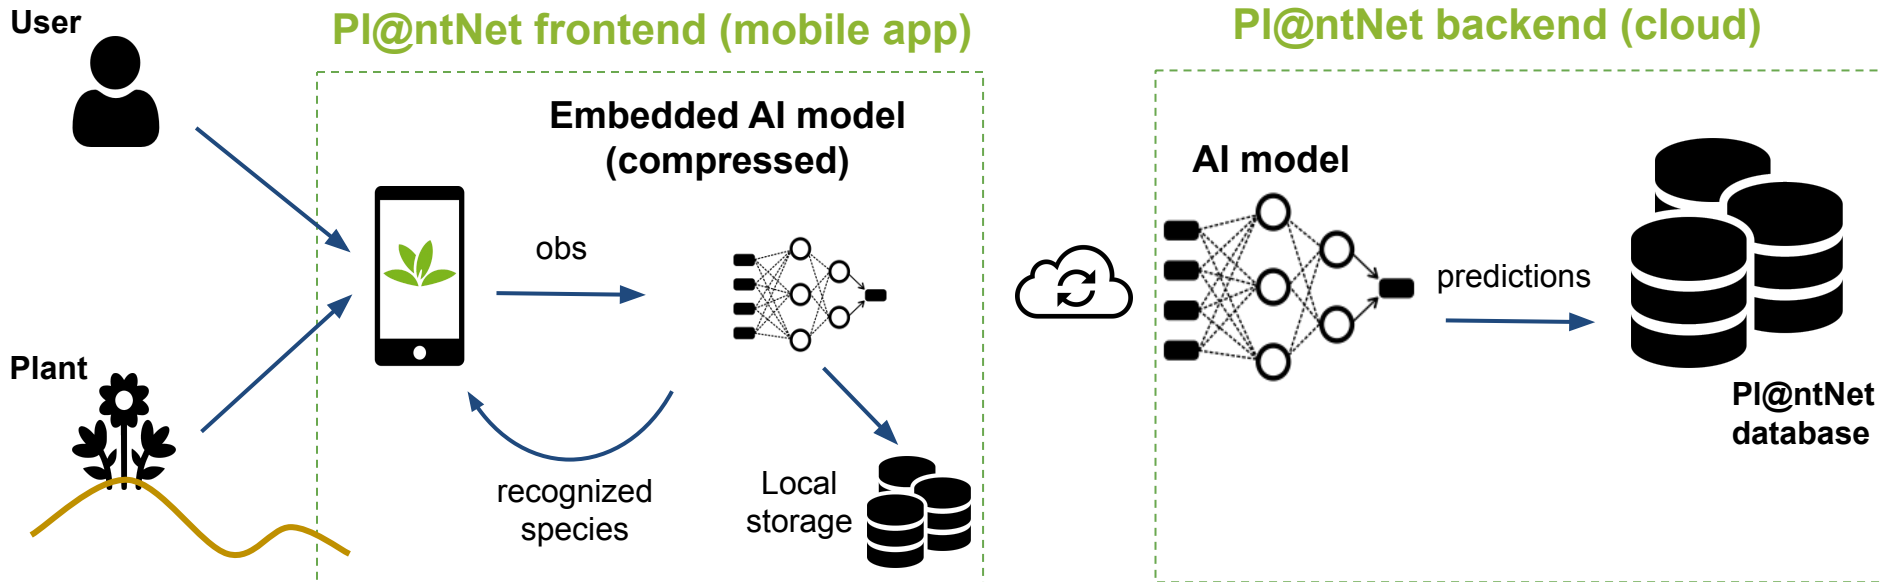 User
Pl@ntNet frontend (mobile app)
Pl@ntNet backend (cloud)
Embedded AI model
(compressed)
AI model
obs
predictions
Plant
recognized
species
Local
storage
Pl@ntNet
database